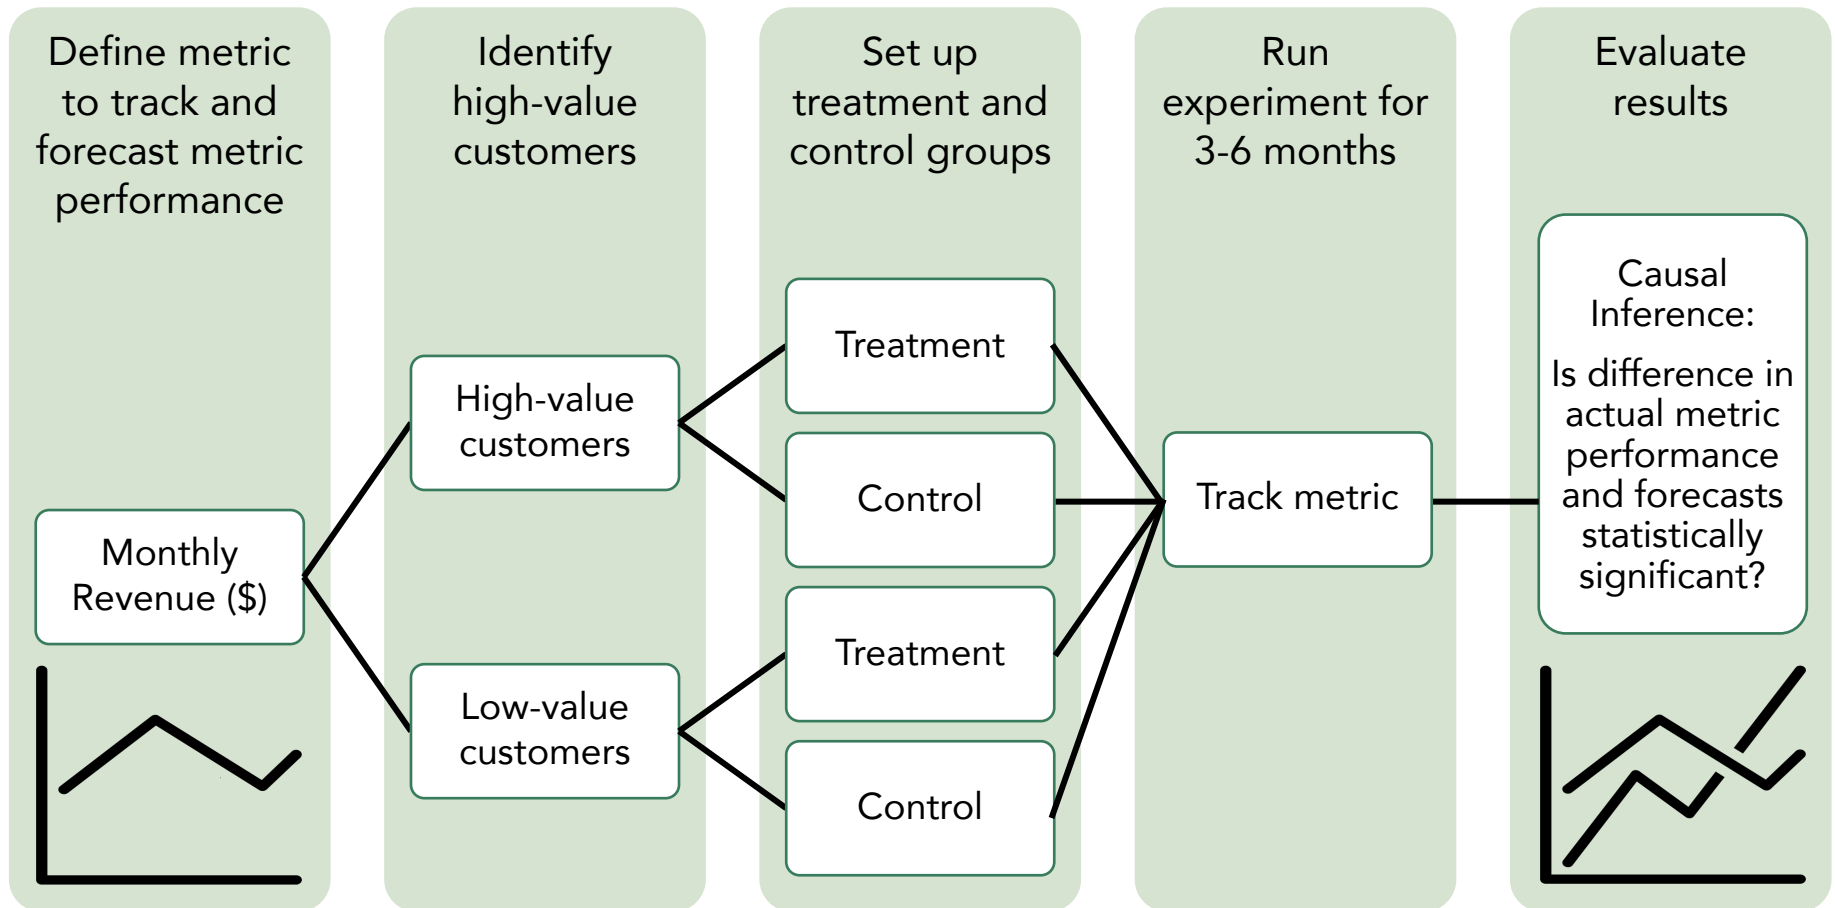 Define metric
to track and
forecast metric
performance
Identify
high-value
customers
Set up
treatment and
control groups
Run
experiment for
3-6 months
Evaluate
results
Monthly
Revenue ($)
High-value
customers
Low-value
customers
Treatment
Control
Treatment
Control
Track metric
Causal
Inference:
Is difference in
actual metric
performance
and forecasts
statistically
significant?